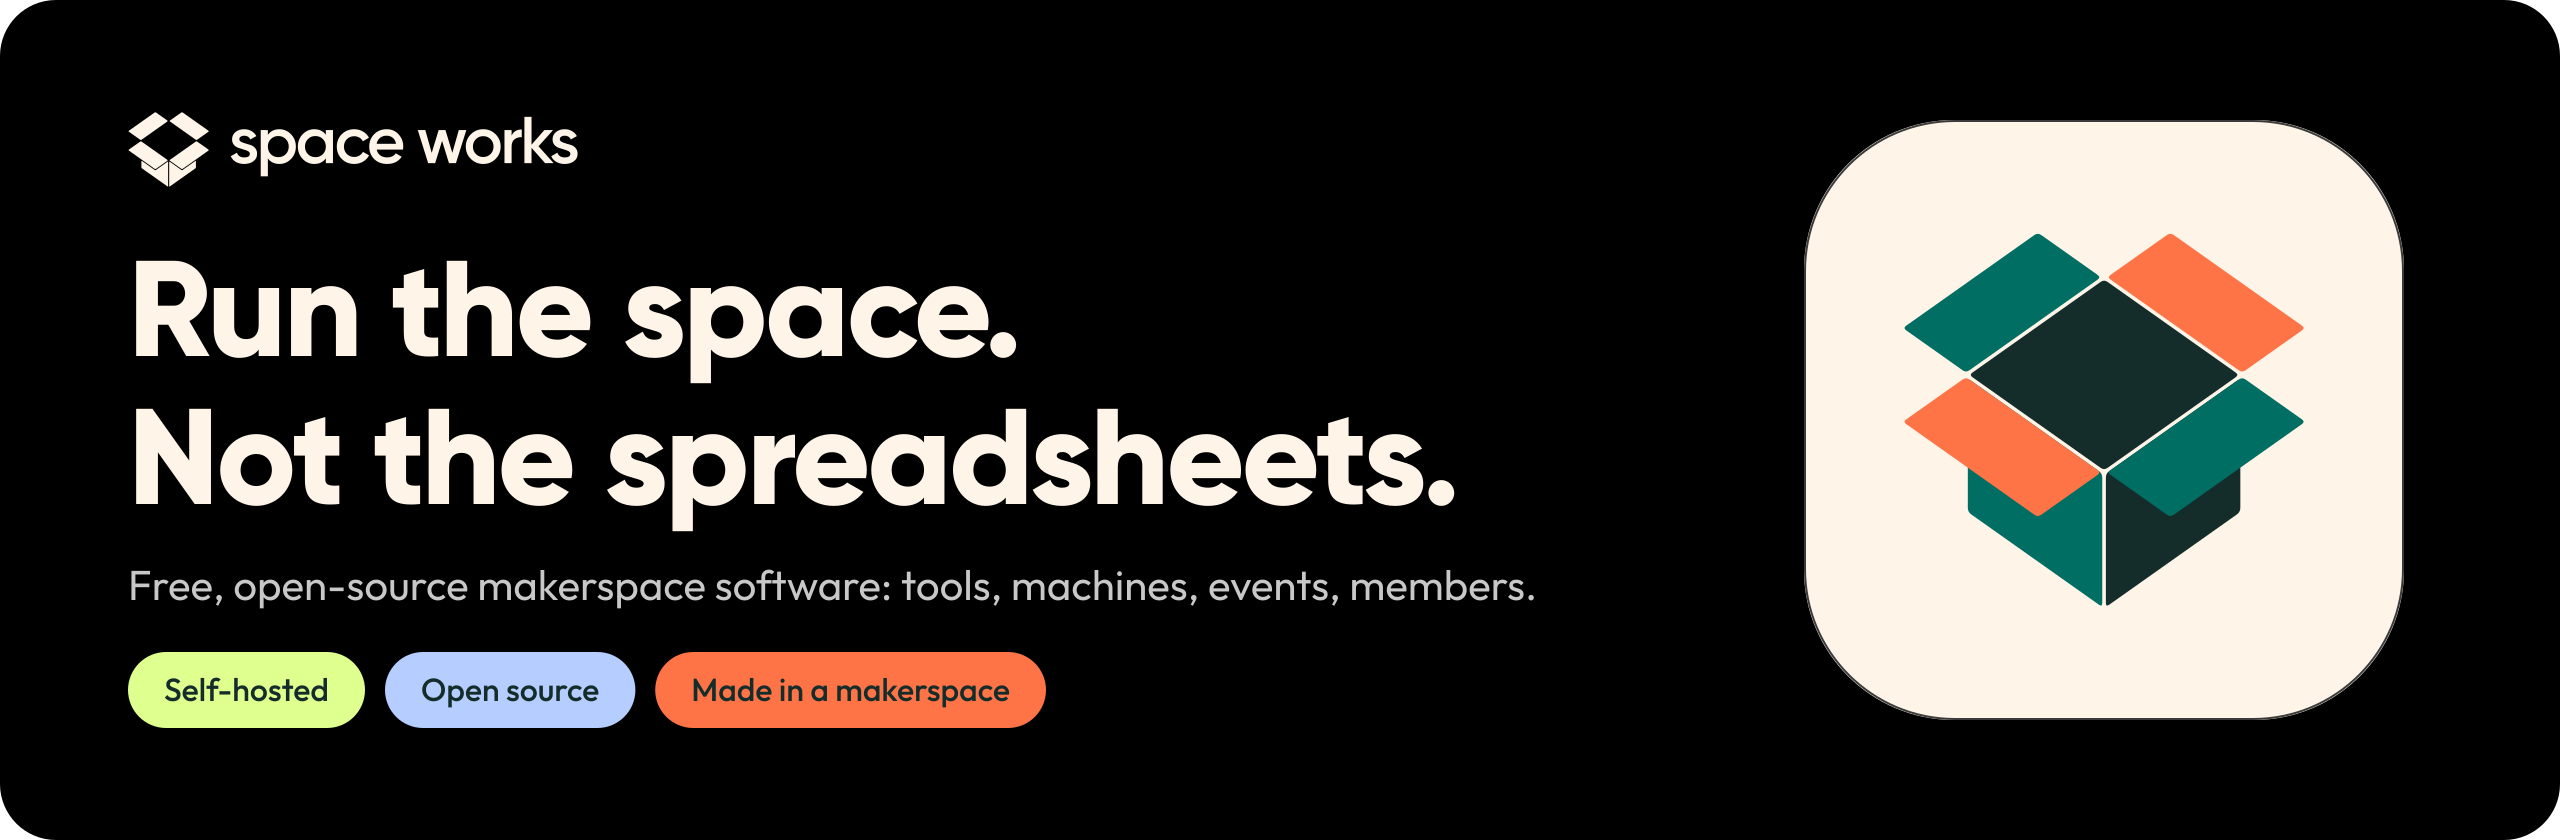 space works
Run the space.
Not the spreadsheets.
Free, open-source makerspace software: tools, machines, events, members.
Self-hosted
Open source
Made in a makerspace